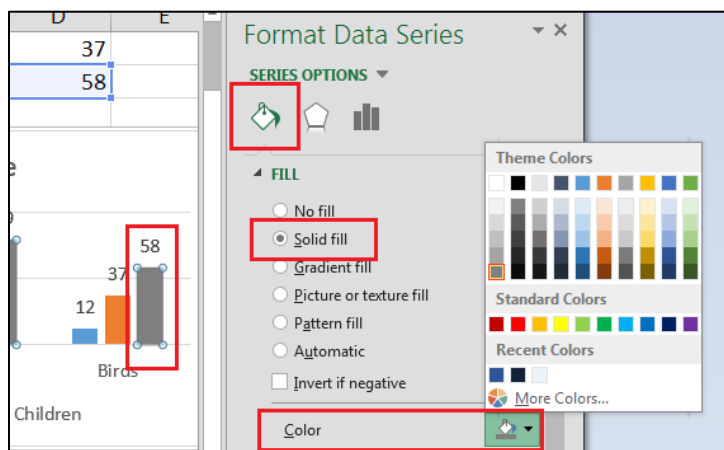 D E
37
58
Format Data Series
SERIES OPTIONS
FILL
No fill
Solid fill
Gradient fill
Picture or texture fill
Pattern fill
Automatic
Invert if negative
Color
Theme Colors
Standard Colors
Recent Colors
More Colors...
58
37
12
Birds
Children